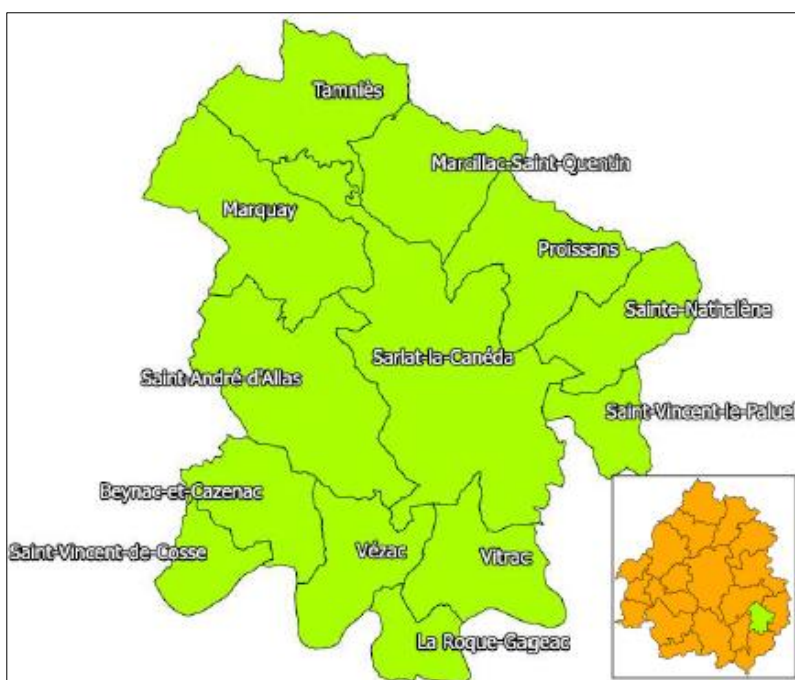 Tamniès
Marcillac-Saint-Quentin
Marquay
Proissans
Sainte-Nathalène
Sarlat-la-Canéda
Saint-André d'Allas
Saint-Vincent-le-Paluel
Beynac-et-Cazenac
Saint-Vincent-de-Cosse
Vézac
Vitrac
La Roque-Gageac